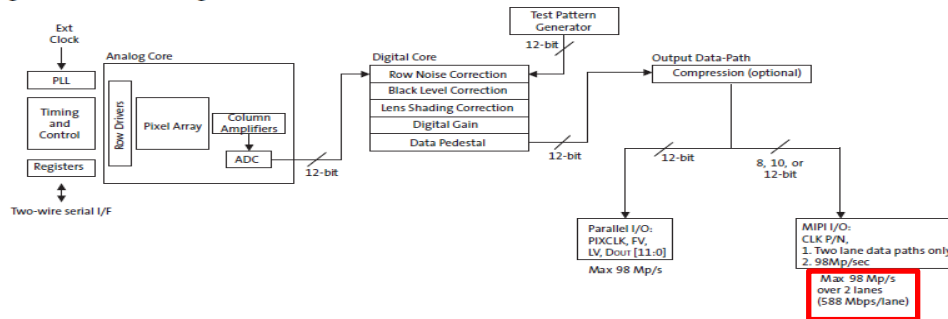 Ext
Clock
PLL
Timing
and
Control
Registers
Two-wire serial I/F
Analog Core
Row Drivers
Pixel Array
Column
Amplifiers
ADC
12-bit
Test Pattern
Generator
12-bit
Digital Core
Row Noise Correction
Black Level Correction
Lens Shading Correction
Digital Gain
Data Pedestal
12-bit
Output Data-Path
Compression (optional)
12-bit
8, 10, or
12-bit
Parallel I/O:
PIXCLK, FV,
LV, DOUT [11:0]
Max 98 Mp/s
MIPI I/O:
CLK P/N,
1. Two lane data paths only
2. 98Mp/sec
Max 98 Mp/s
over 2 lanes
(588 Mbps/lane)